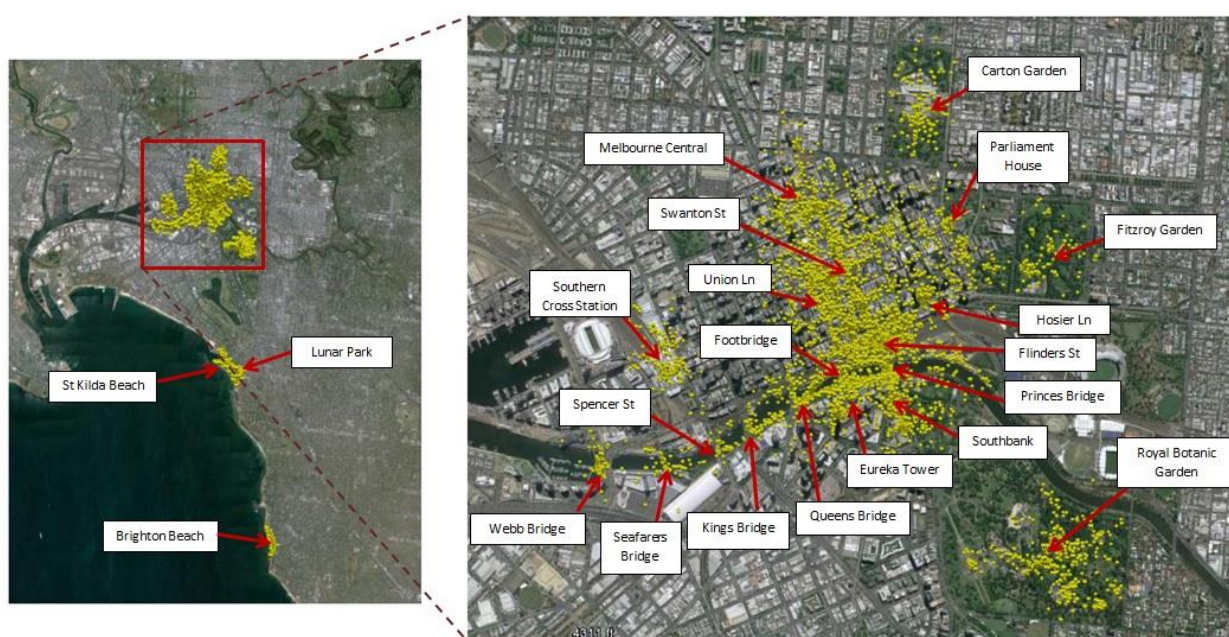 St Kilda Beach
Lunar Park
Brighton Beach
Carton Garden
Melbourne Central
Parliament
House
Swanton St
Fitzroy Garden
Union Ln
Southern
Cross Station
Hosier Ln
Footbridge
Flinders St
Spencer St
Princes Bridge
Southbank
Eureka Tower
Royal Botanic
Garden
Webb Bridge
Seafarers
Bridge
Kings Bridge
Queens Bridge
4311 ft